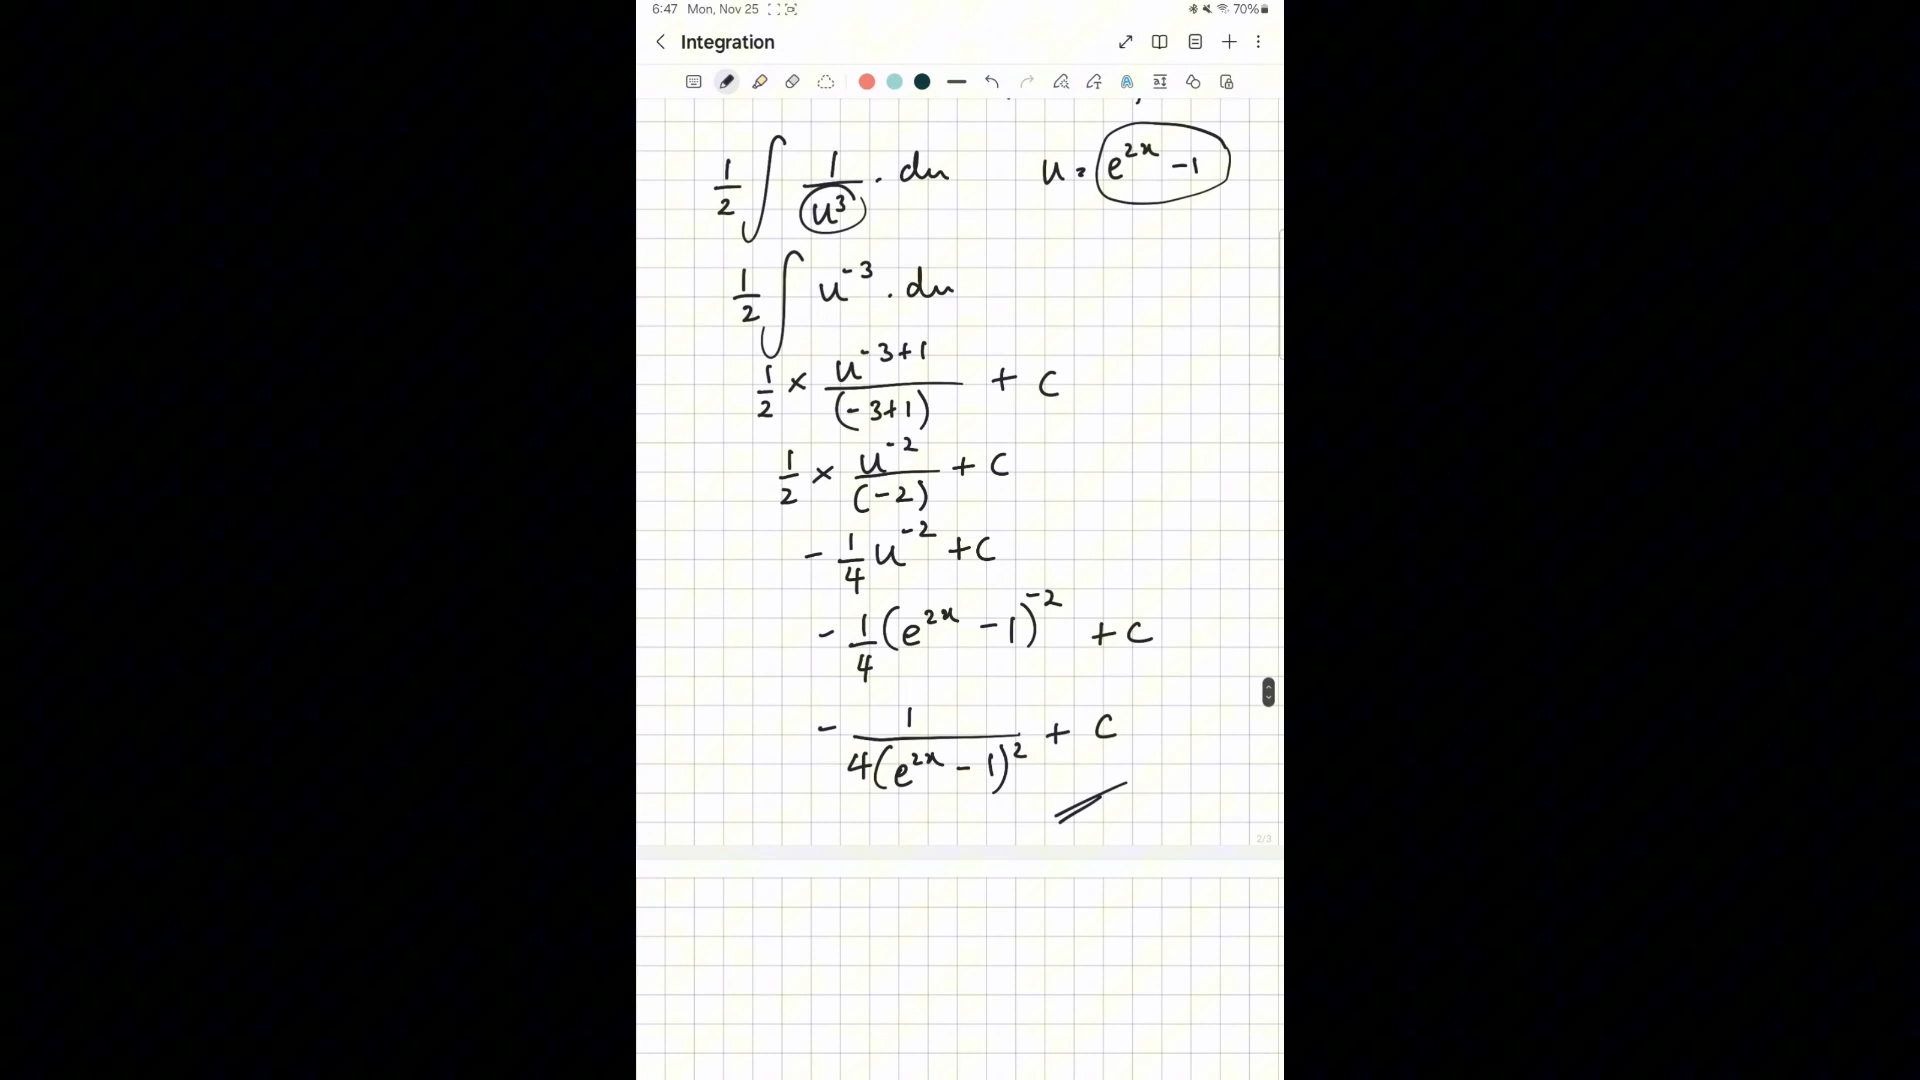 6:47 Mon, Nov 25 70%
Integration
1/2 ∫ 1/u³ . du u = e^(2x) - 1
1/2 ∫ u^(-3) . du
1/2 × u^(-3+1)/(-3+1) + C
1/2 × u^(-2)/(-2) + C
- 1/4 u^(-2) + C
- 1/4 (e^(2x) - 1)^(-2) + C
- 1/(4(e^(2x) - 1)²) + C
2/3